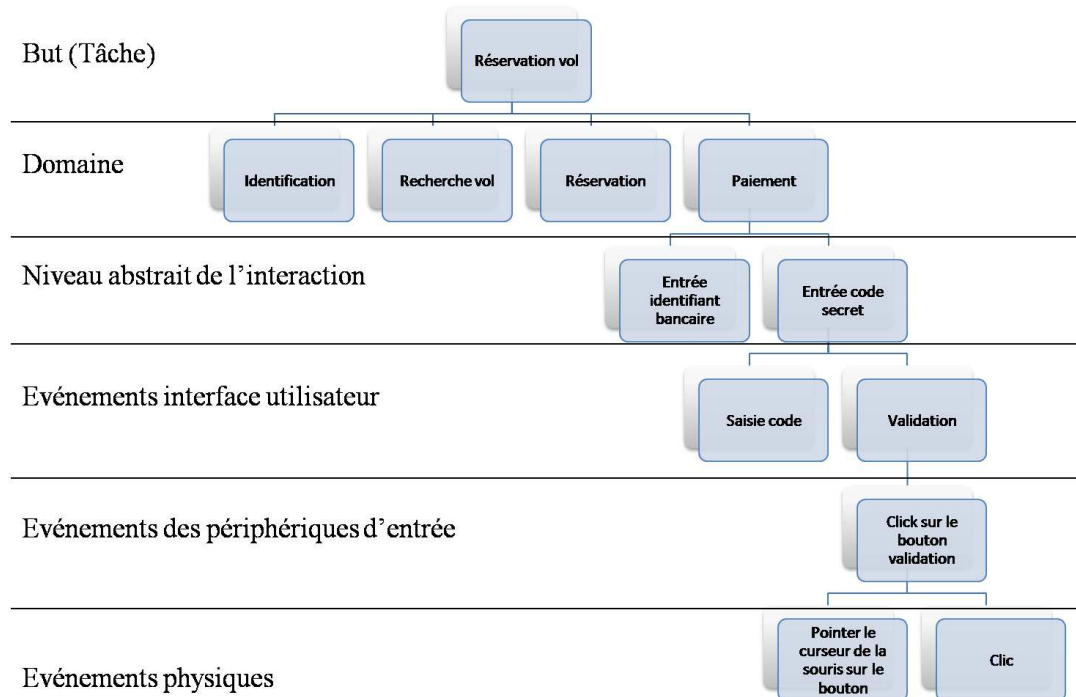 But (Tâche)
Réservation vol
Domaine
Identification
Recherche vol
Réservation
Paiement
Niveau abstrait de l'interaction
Entrée
identifiant
bancaire
Entrée code
secret
Evénements interface utilisateur
Saisie code
Validation
Evénements des périphériques d'entrée
Click sur le
bouton
validation
Evénements physiques
Pointer le
curseur de la
souris sur le
bouton
Clic